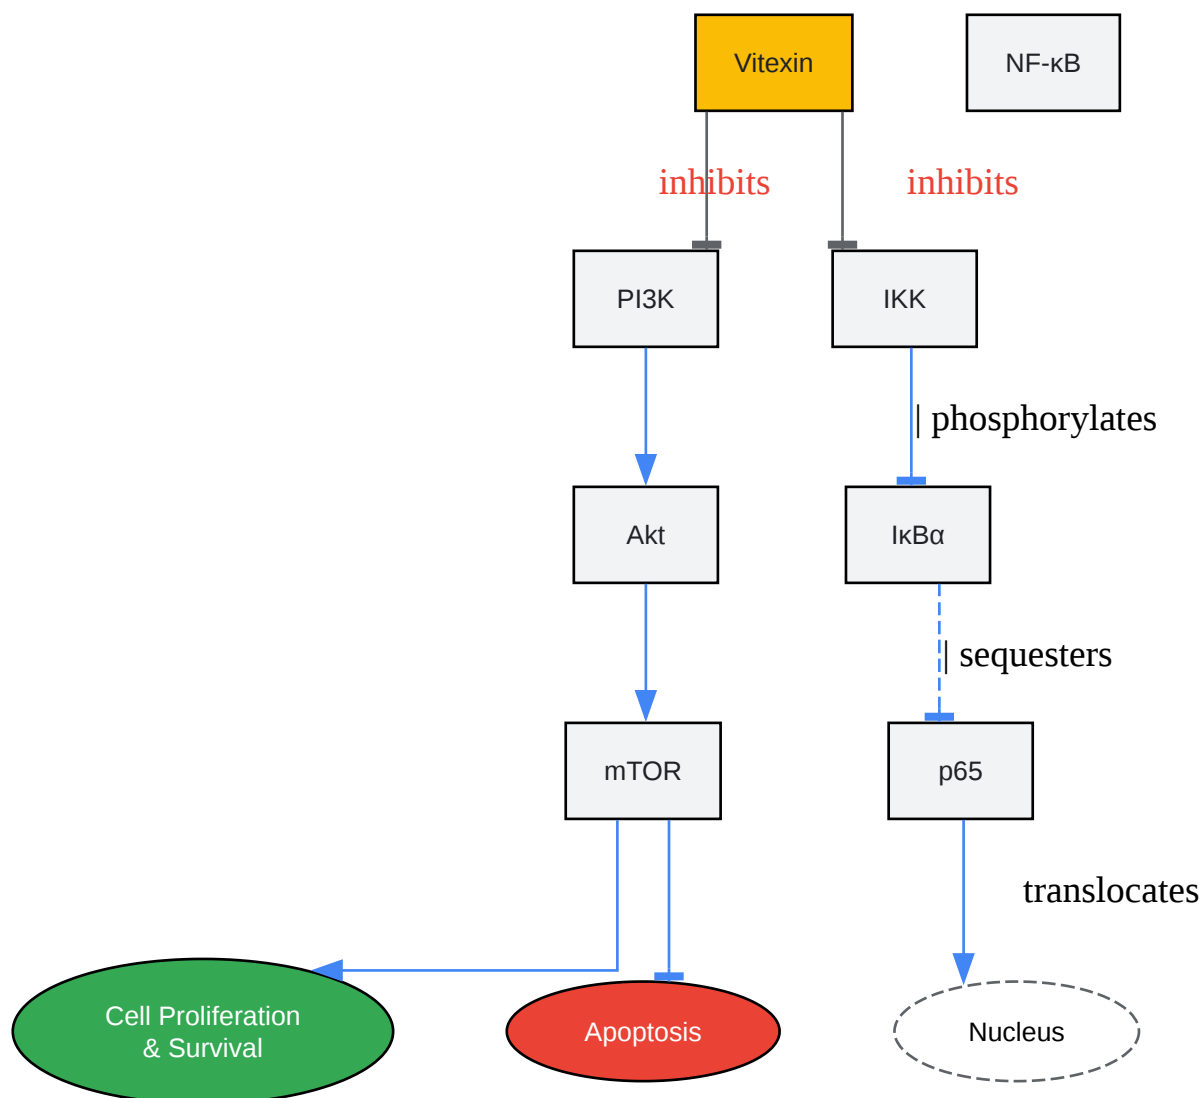 Vitexin
NF-κB
inhibits
inhibits
PI3K
IKK
| phosphorylates
Akt
IκBα
| sequesters
mTOR
p65
translocates
Cell Proliferation
& Survival
Apoptosis
Nucleus